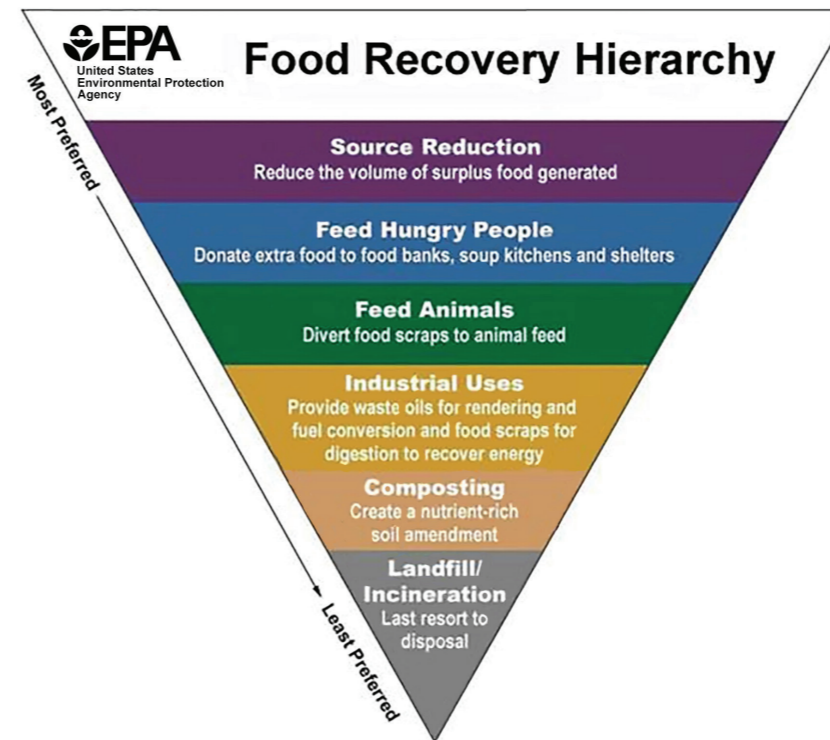 EPA
United States
Environmental Protection
Agency
Food Recovery Hierarchy
Most Preferred
Source Reduction
Reduce the volume of surplus food generated
Feed Hungry People
Donate extra food to food banks, soup kitchens and shelters
Feed Animals
Divert food scraps to animal feed
Industrial Uses
Provide waste oils for rendering and
fuel conversion and food scraps for
digestion to recover energy
Composting
Create a nutrient-rich
soil amendment
Landfill/
Incineration
Last resort to
disposal
Least Preferred